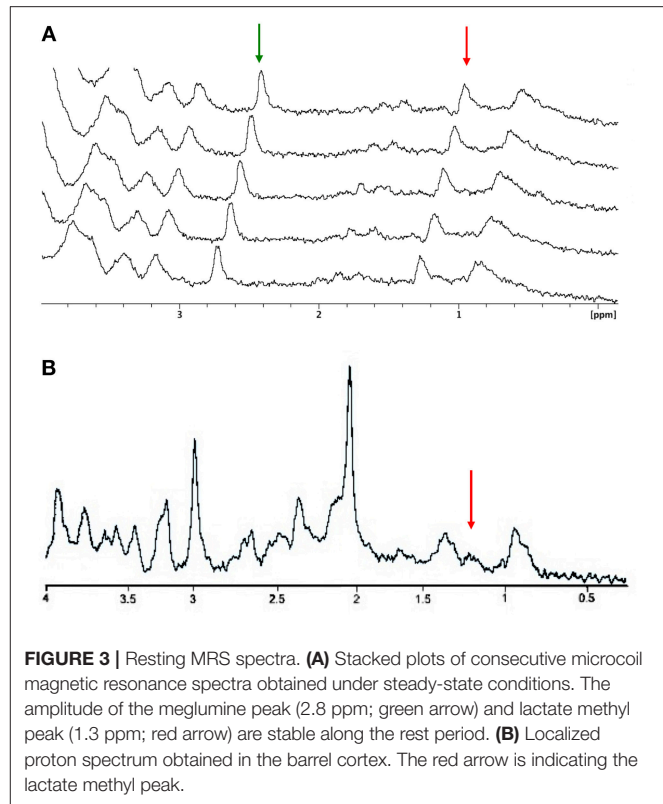 A
3
2
1
[ppm]
B
4
3.5
3
2.5
2
1.5
1
0.5
FIGURE 3 | Resting MRS spectra. (A) Stacked plots of consecutive microcoil
magnetic resonance spectra obtained under steady-state conditions. The
amplitude of the meglumine peak (2.8 ppm; green arrow) and lactate methyl
peak (1.3 ppm; red arrow) are stable along the rest period. (B) Localized
proton spectrum obtained in the barrel cortex. The red arrow is indicating the
lactate methyl peak.